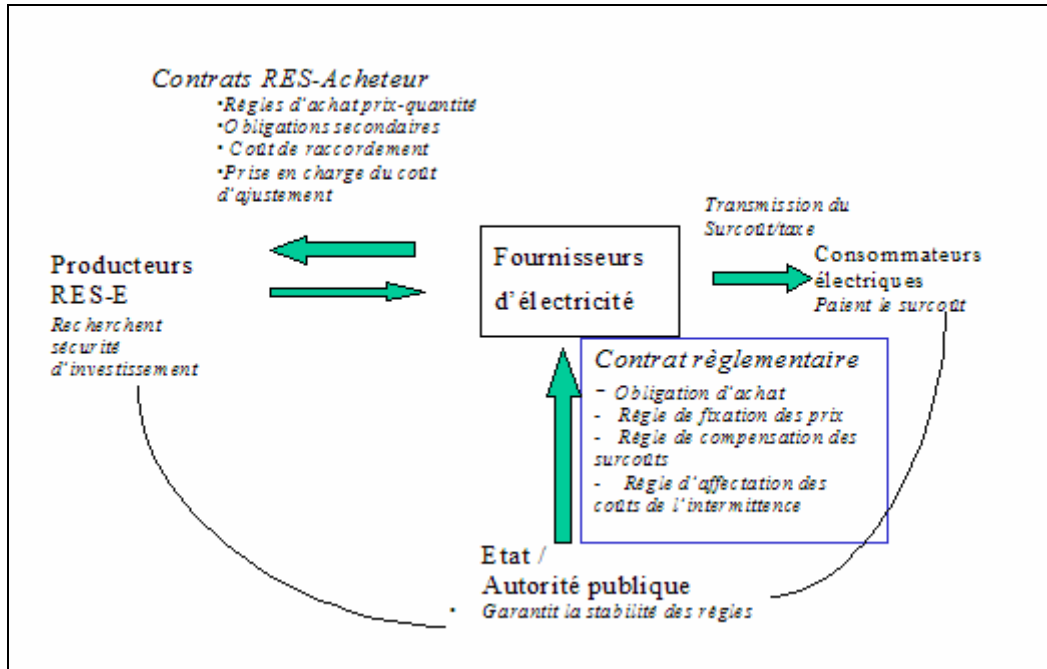 Contrats RES-Acheteur
•Règles d'achat prix-quantité
•Obligations secondaires
• Coût de raccordement
•Prise en charge du coût
d'ajustement
Producteurs
RES-E
Recherchent
sécurité
d'investissement
Fournisseurs
d'électricité
Transmission du
Surcoût/taxe
Consommateurs
électriques
Paient le surcoût
Contrat règlementaire
- Obligation d'achat
- Règle de fixation des prix
- Règle de compensation des
surcoûts
- Règle d'affectation des
coûts de l'intermittence
Etat /
Autorité publique
• Garantit la stabilité des règles